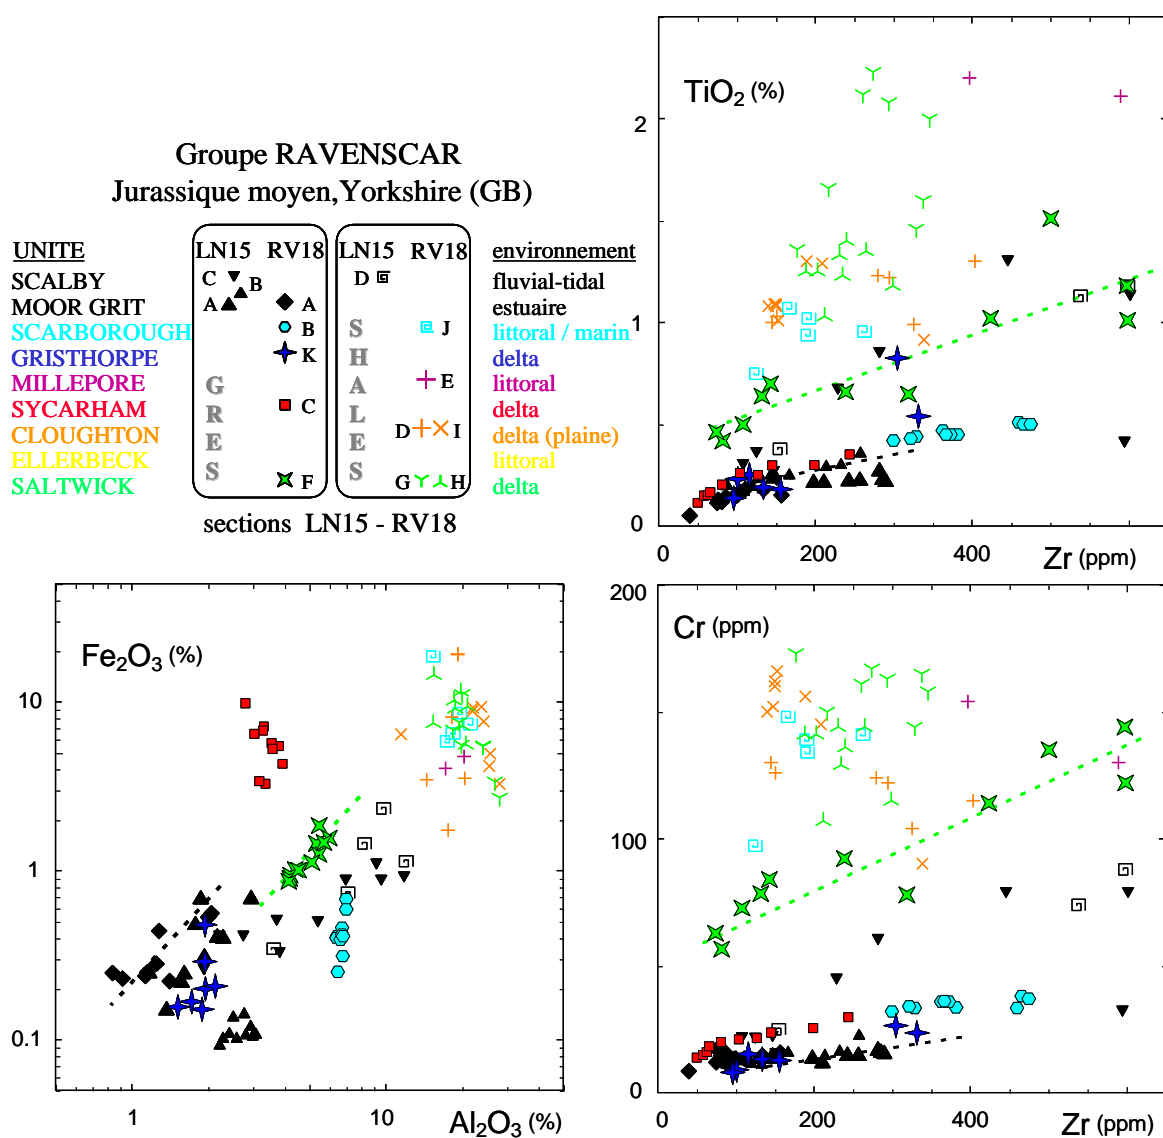 Groupe RAVENSCAR
Jurassique moyen,Yorkshire (GB)
UNITE
LN15 RV18
LN15 RV18
environnement
SCALBY
C B
D
fluvial-tidal
MOOR GRIT
A A
estuaire
SCARBOROUGH
B
S
J
littoral / marin
GRISTHORPE
K
H
delta
MILLEPORE
G
A
E
littoral
SYCARHAM
R
C
L
delta
CLOUGHTON
E
E
D I
delta (plaine)
ELLERBECK
S
S
littoral
SALTWICK
F
G H
delta
sections LN15 - RV18
TiO2 (%)
2
1
0
0 200 400 Zr (ppm)
Fe2O3 (%)
10
1
0.1
1 10 Al2O3 (%)
200
Cr (ppm)
100
0
0 200 400 Zr (ppm)